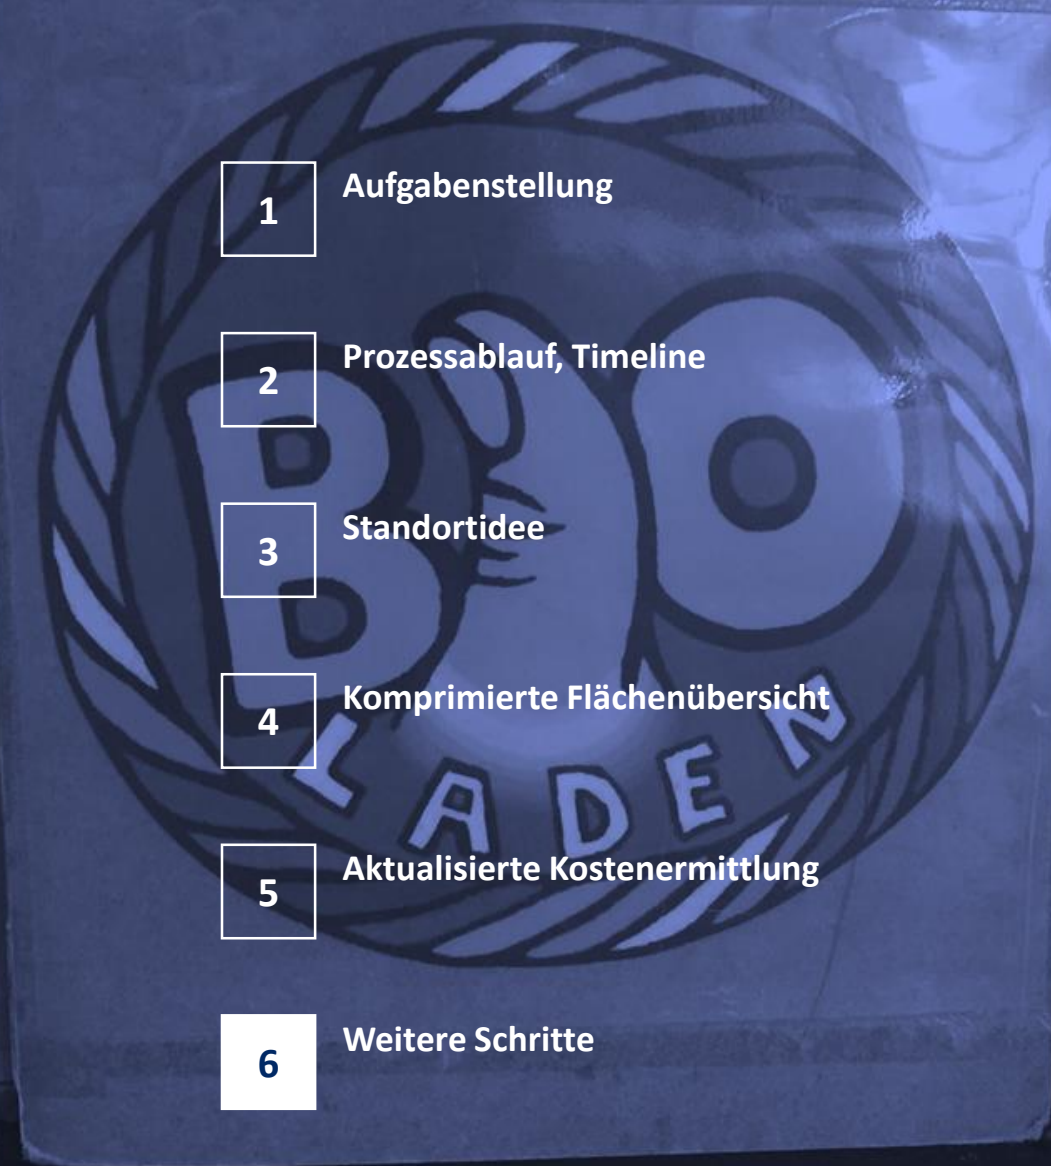 1 Aufgabenstellung
2 Prozessablauf, Timeline
3 Standortidee
4 Komprimierte Flächenübersicht
5 Aktualisierte Kostenermittlung
6 Weitere Schritte
BIO
LADEN